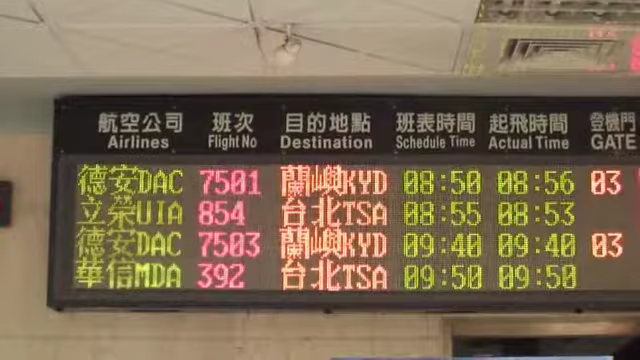 航空公司 班次 目的地點 班表時間 起飛時間 登機門
Airlines Flight No Destination Schedule Time Actual Time GATE
德安DAC 7501 蘭嶼KYD 08:50 08:56 03
立榮UIA 854 台北TSA 08:55 08:53
德安DAC 7503 蘭嶼KYD 09:40 09:40 03
華信MDA 392 台北TSA 09:50 09:50